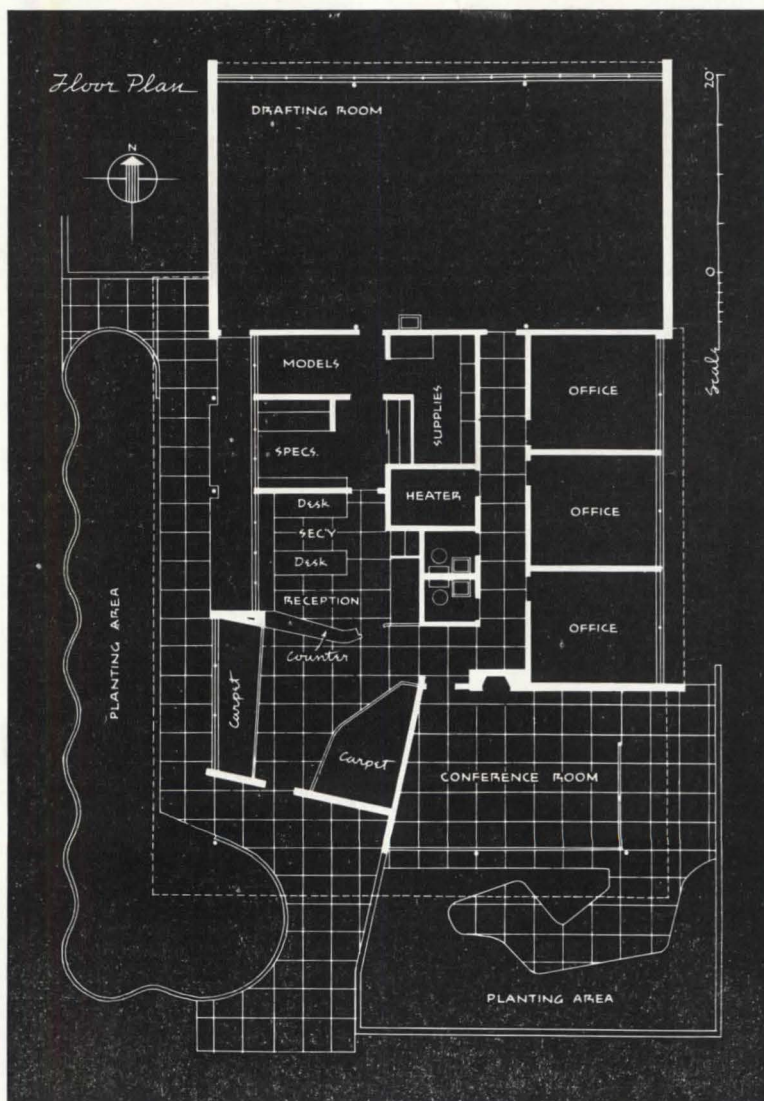 Floor Plan
N
DRAFTING ROOM
20'
0
Scale
MODELS
SUPPLIES
OFFICE
SPECS.
HEATER
OFFICE
Desk
SEC'Y
Desk
RECEPTION
OFFICE
Counter
PLANTING AREA
Carpet
Carpet
CONFERENCE ROOM
PLANTING AREA